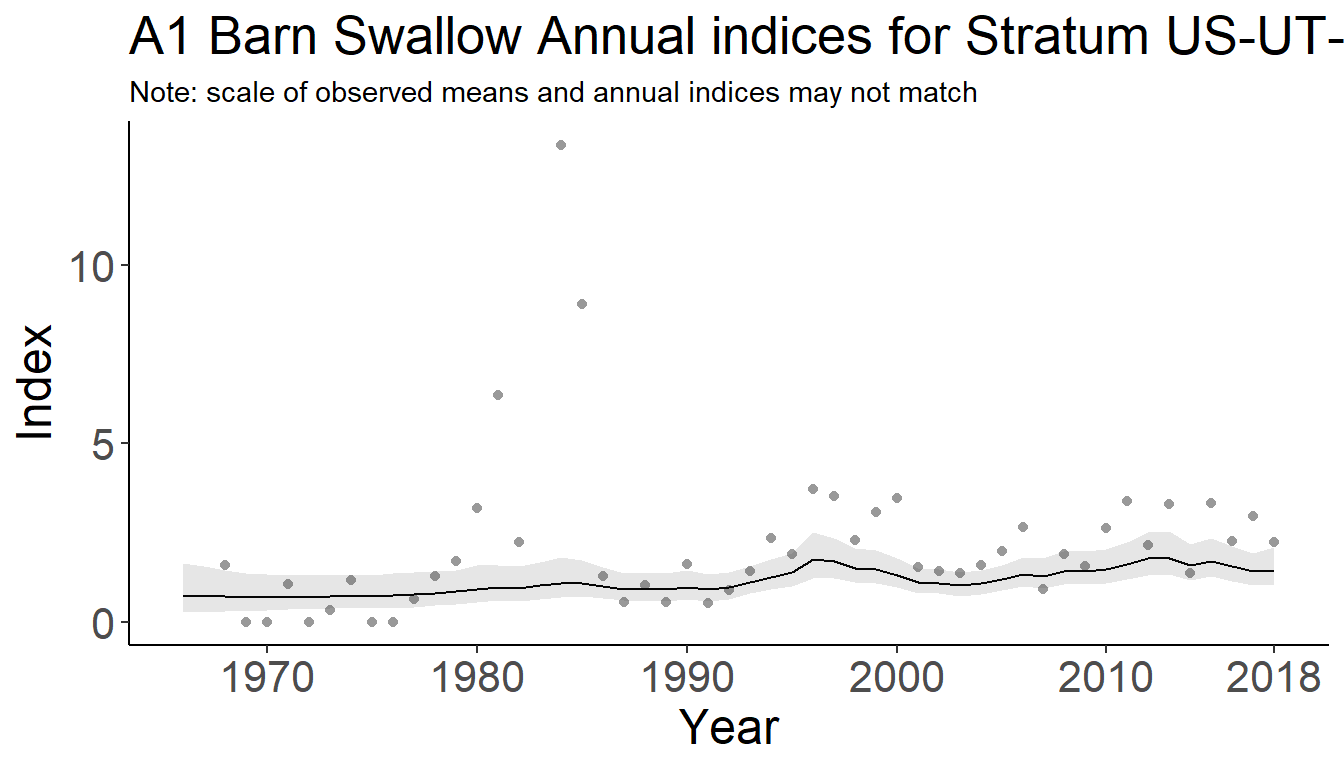 A1 Barn Swallow Annual indices for Stratum US-UT-
Note: scale of observed means and annual indices may not match
Index
10
5
0
1970 1980 1990 2000 2010 2018
Year